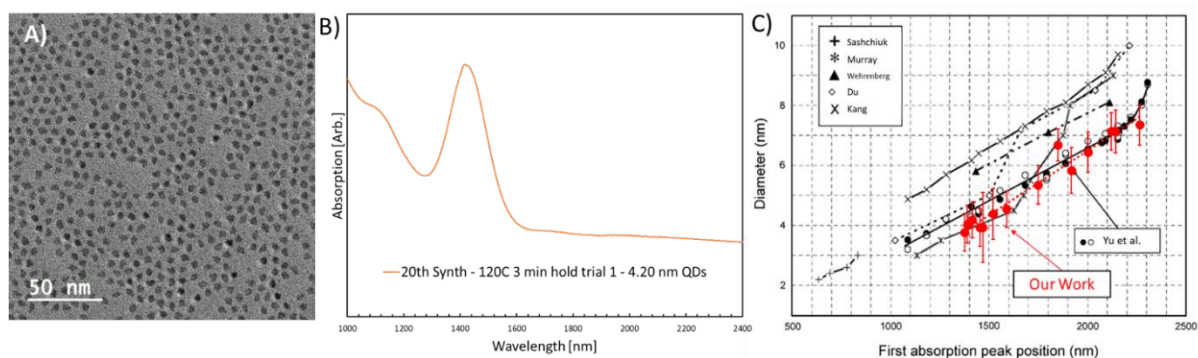 A)
50 nm
B)
Absorption [Arb.]
20th Synth - 120C 3 min hold trial 1 - 4.20 nm QDs
1000 1200 1400 1600 1800 2000 2200 2400
Wavelength [nm]
C)
Sashchiuk
Murray
Wehrenberg
Du
Kang
Diameter (nm)
10
8
6
4
2
Yu et al.
Our Work
500 1000 1500 2000 2500
First absorption peak position (nm)